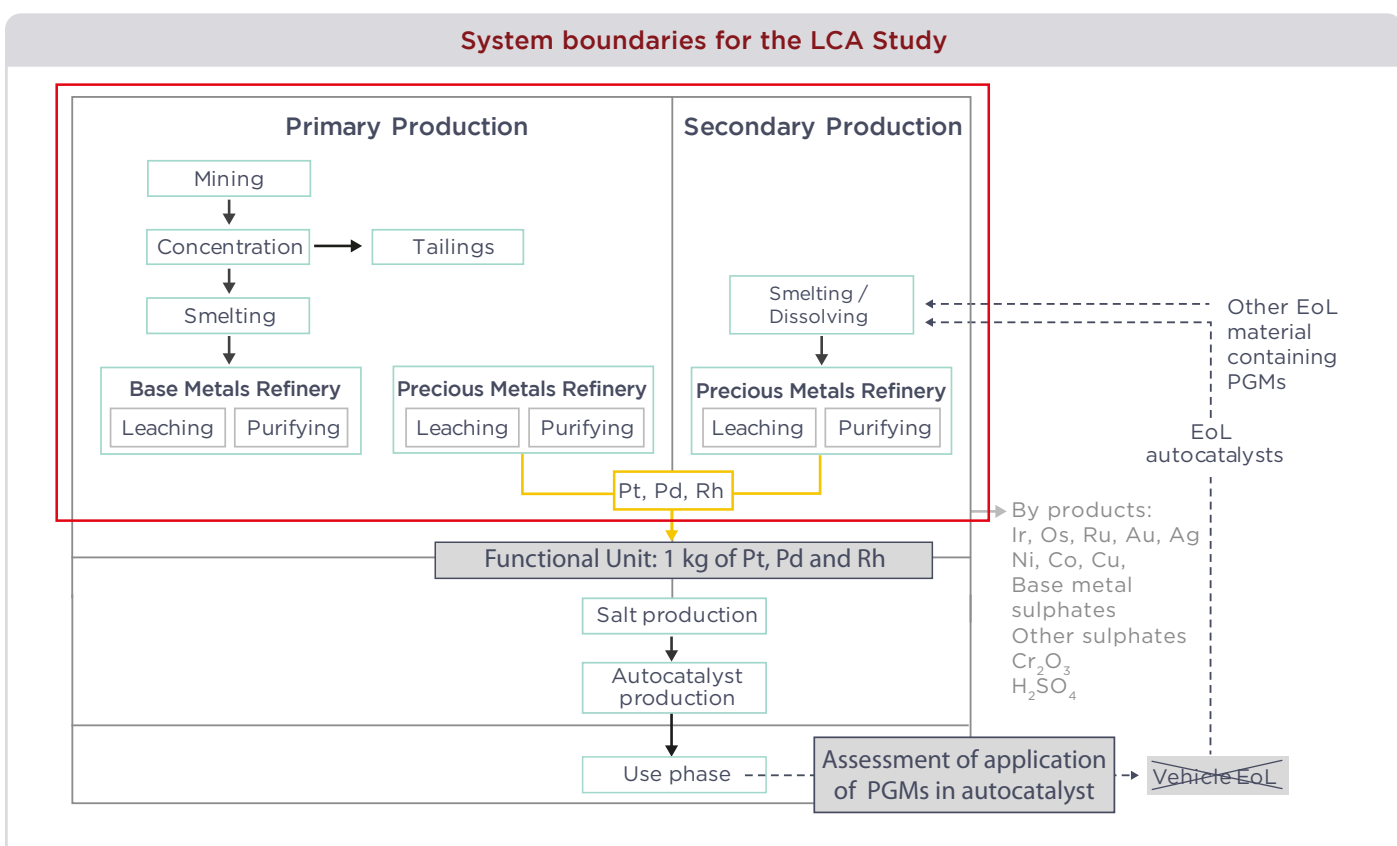 System boundaries for the LCA Study
Primary Production
Secondary Production
Mining
Concentration
Tailings
Smelting
Smelting /
Dissolving
Base Metals Refinery
Leaching
Purifying
Precious Metals Refinery
Leaching
Purifying
Precious Metals Refinery
Leaching
Purifying
Pt, Pd, Rh
Other EoL
material
containing
PGMs
EoL
autocatalysts
By products:
Ir, Os, Ru, Au, Ag
Ni, Co, Cu,
Base metal
sulphates
Other sulphates
Cr₂O₃
H₂SO₄
Functional Unit: 1 kg of Pt, Pd and Rh
Salt production
Autocatalyst
production
Use phase
Assessment of application
of PGMs in autocatalyst
Vehicle EoL